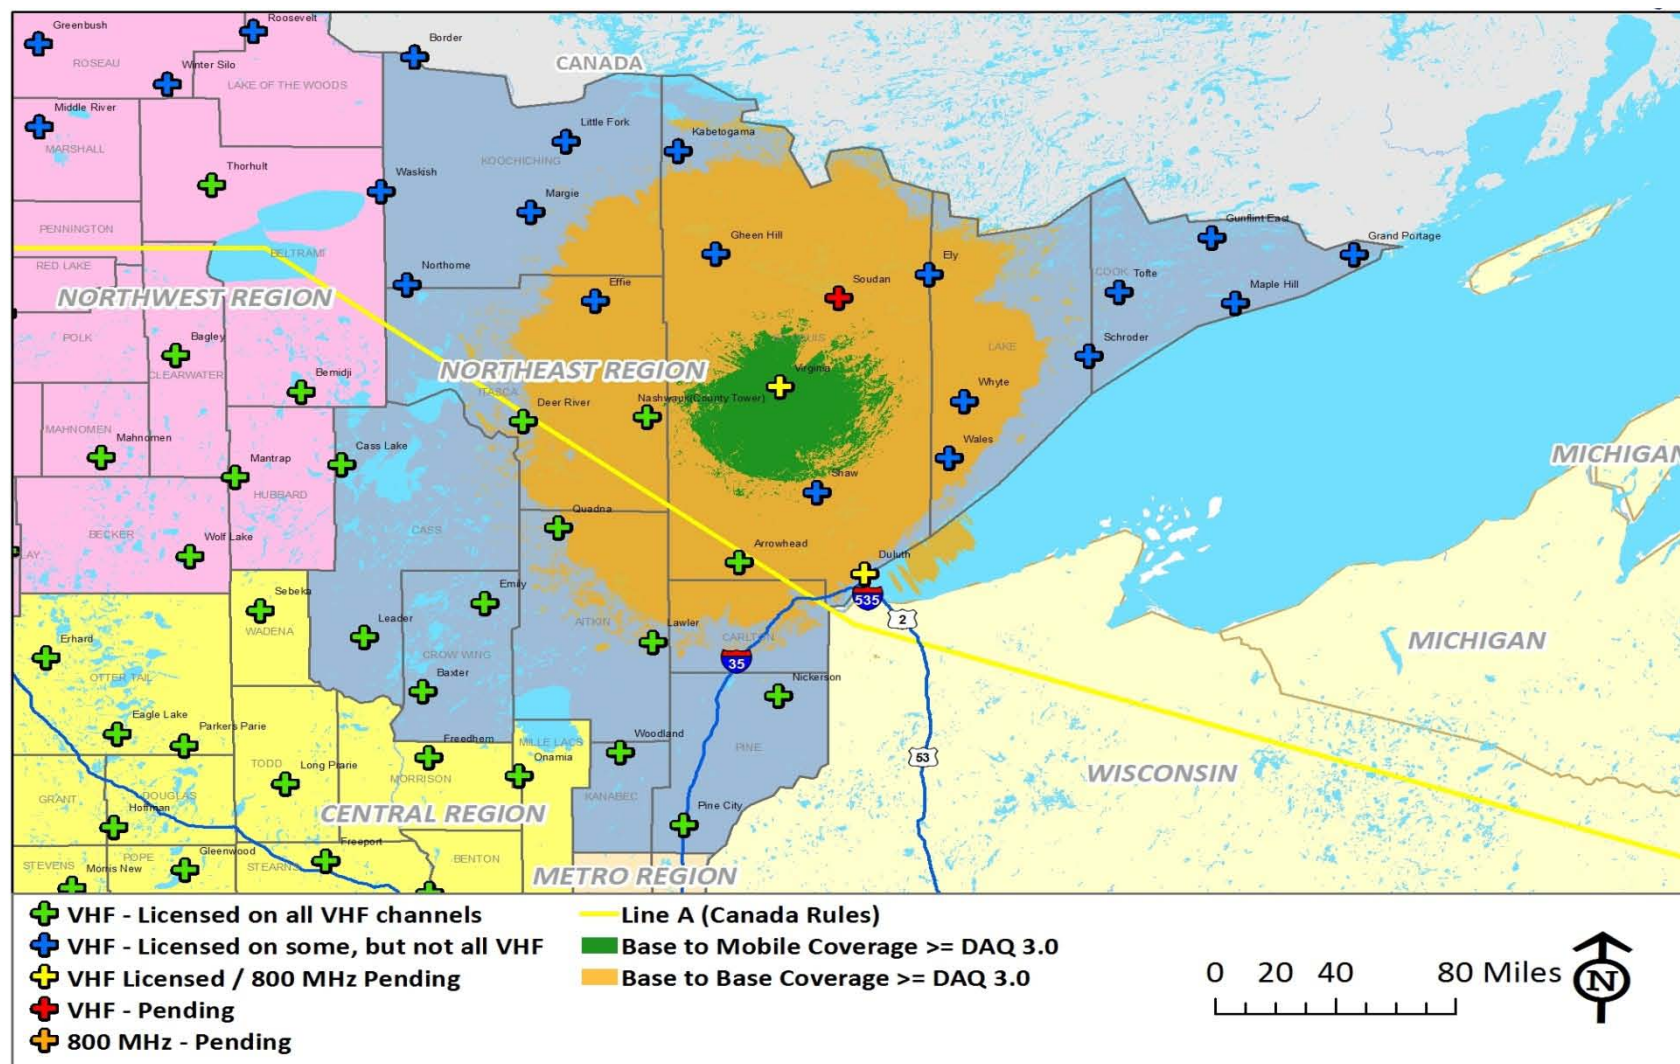 Greenbush
Roosevelt
Border
ROSEAU
CANADA
Winter Silo
LAKE OF THE WOODS
Middle River
Little Fork
Kabetogama
MARSHALL
KOOCHICHING
Thorhult
Waskish
Margie
Gunflint East
PENNINGTON
Gheen Hill
Grand Portage
BELTRAMI
Ely
RED LAKE
Northome
COOK
Tofte
Effie
Soudan
Maple Hill
NORTHWEST REGION
POLK
Bagley
LAKE
Schroder
CLEARWATER
Bemidji
NORTHEAST REGION
Virginia
Whyte
ITASCA
Deer River
Nashwauk(County Tower)
MAHNOMEN
Mahnomen
Cass Lake
Wales
MICHIGAN
Mantrap
HUBBARD
Shaw
Quadna
BECKER
CASS
Wolf Lake
LAY
Arrowhead
Duluth
Sebeka
Emily
535
2
WADENA
Leader
AITKIN
Lawler
CARLTON
MICHIGAN
Erhard
CROW WING
35
OTTER TAIL
Baxter
Nickerson
Eagle Lake
Parkers Parie
Freedhem
MILLE LACS
Woodland
PINE
Onamia
53
TODD
Long Prarie
MORRISON
WISCONSIN
GRANT
DOUGLAS
KANABEC
Hoffman
CENTRAL REGION
Pine City
STEVENS
POPE
Glenwood
Freeport
BENTON
Morris New
STEARNS
METRO REGION
VHF - Licensed on all VHF channels
VHF - Licensed on some, but not all VHF
VHF Licensed / 800 MHz Pending
VHF - Pending
800 MHz - Pending
Line A (Canada Rules)
Base to Mobile Coverage >= DAQ 3.0
Base to Base Coverage >= DAQ 3.0
0 20 40 80 Miles
N